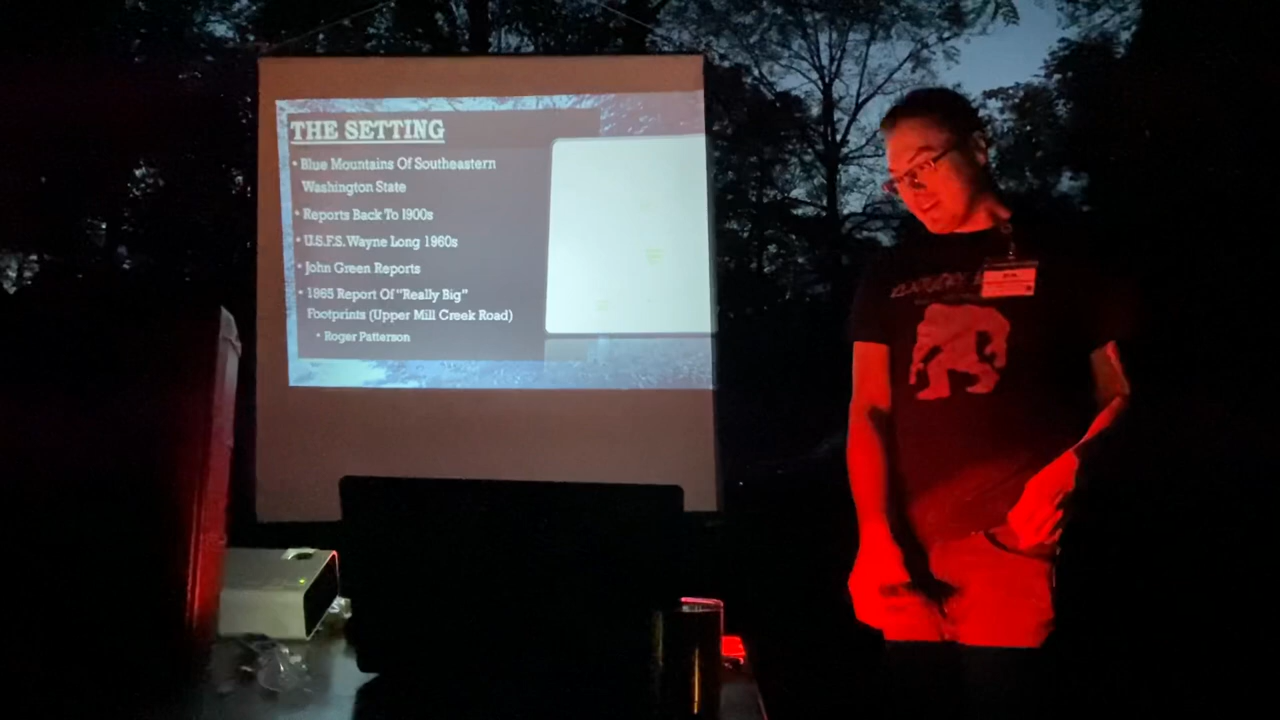 THE SETTING
• Blue Mountains Of Southeastern
Washington State
• Reports Back To 1900s
• U.S.F.S. Wayne Long 1960s
• John Green Reports
• 1965 Report Of "Really Big"
Footprints (Upper Mill Creek Road)
• Roger Patterson